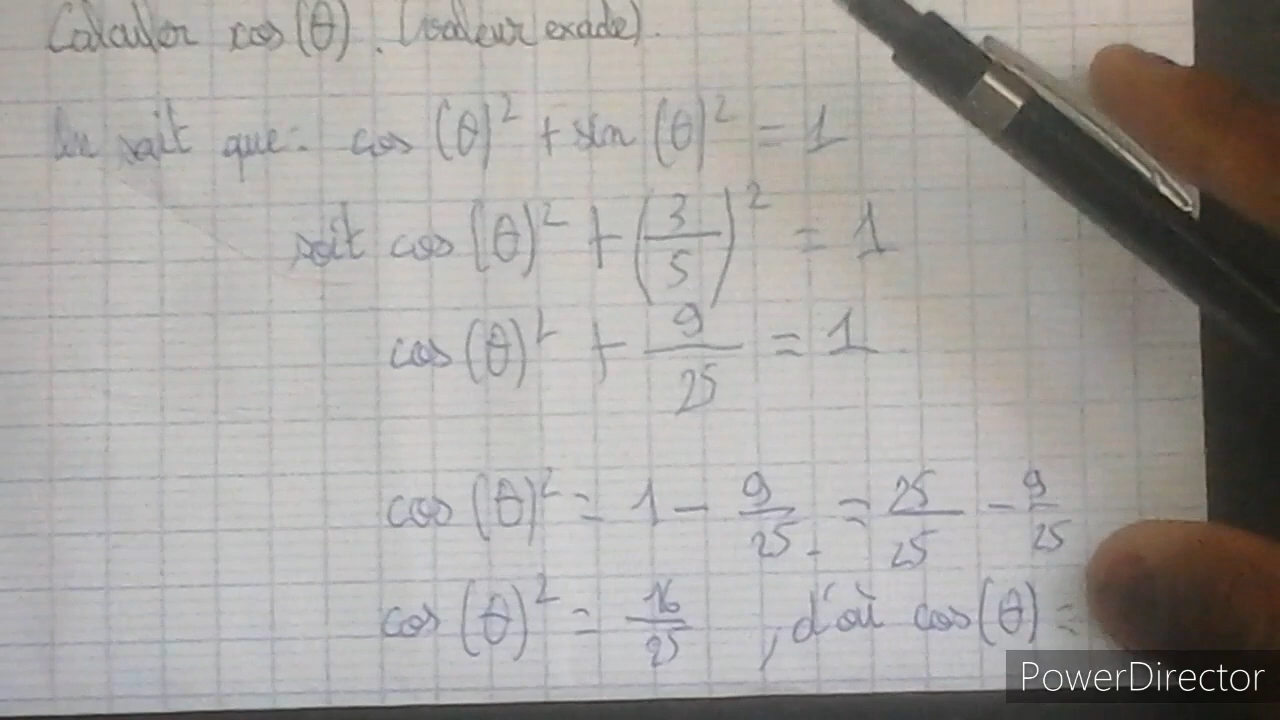 Calculer cos(θ). (valeur exacte).
On sait que: cos (θ)² + sin (θ)² = 1
soit cos (θ)² + (3/5)² = 1
cos (θ)² + 9/25 = 1
cos (θ)² = 1 - 9/25 = 25/25 - 9/25
cos (θ)² = 16/25 , d'où cos(θ) =
PowerDirector